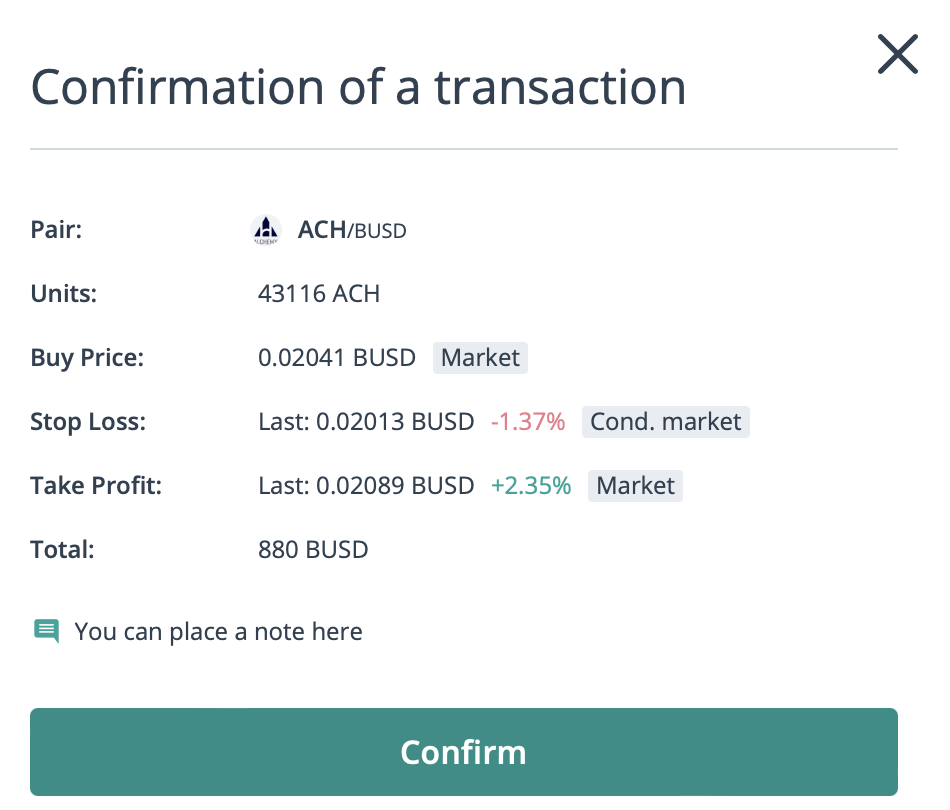 Confirmation of a transaction
Pair: ACH/BUSD
Units: 43116 ACH
Buy Price: 0.02041 BUSD Market
Stop Loss: Last: 0.02013 BUSD -1.37% Cond. market
Take Profit: Last: 0.02089 BUSD +2.35% Market
Total: 880 BUSD
You can place a note here
Confirm